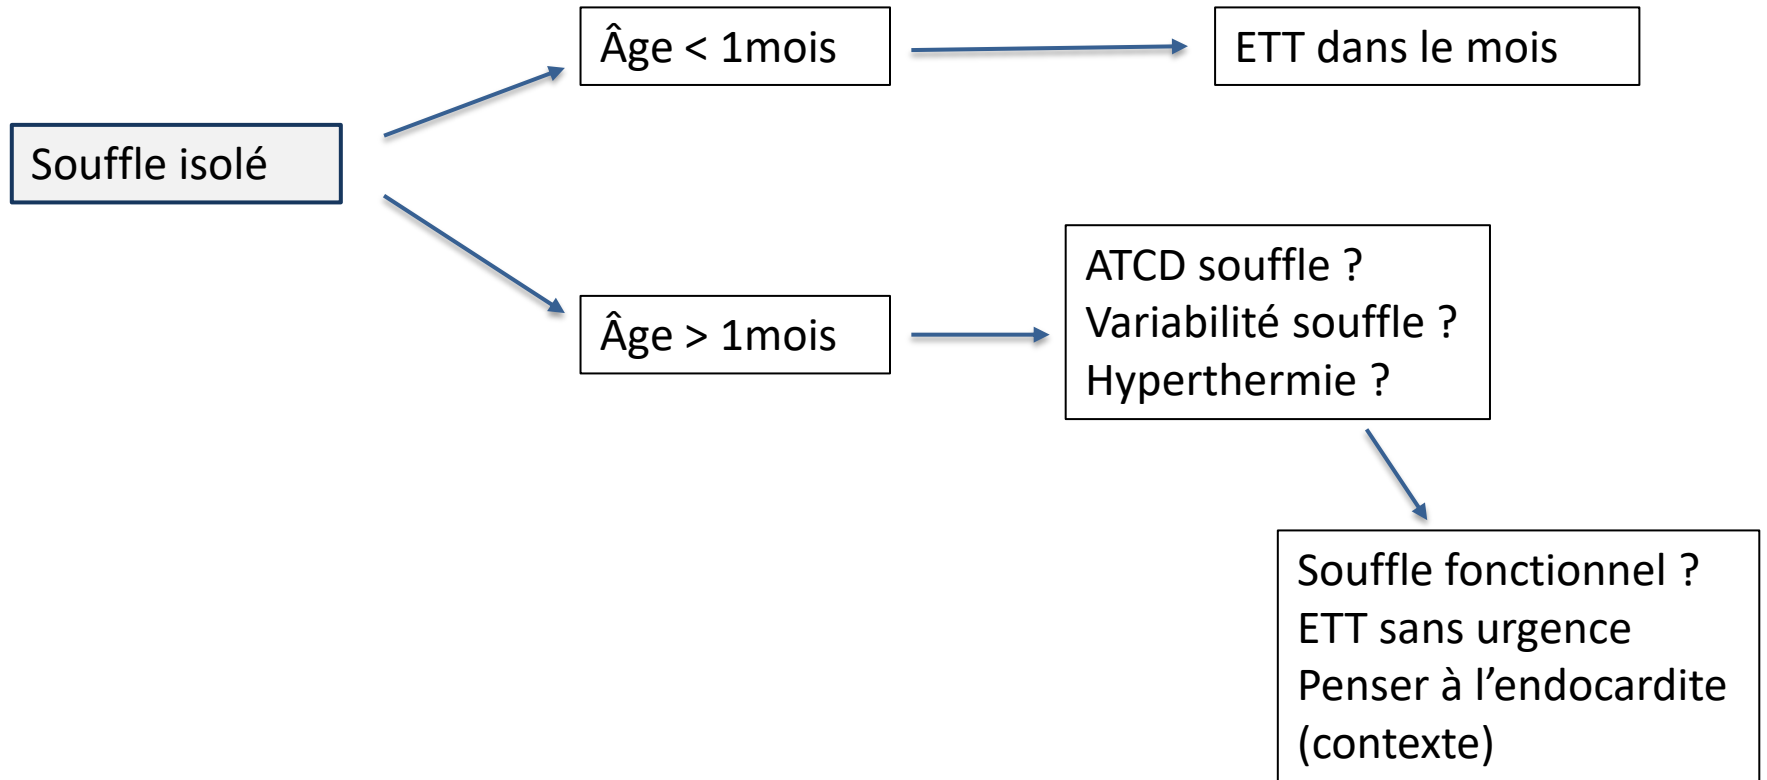 Souffle isolé
Âge < 1mois
ETT dans le mois
Âge > 1mois
ATCD souffle ?
Variabilité souffle ?
Hyperthermie ?
Souffle fonctionnel ?
ETT sans urgence
Penser à l’endocardite
(contexte)